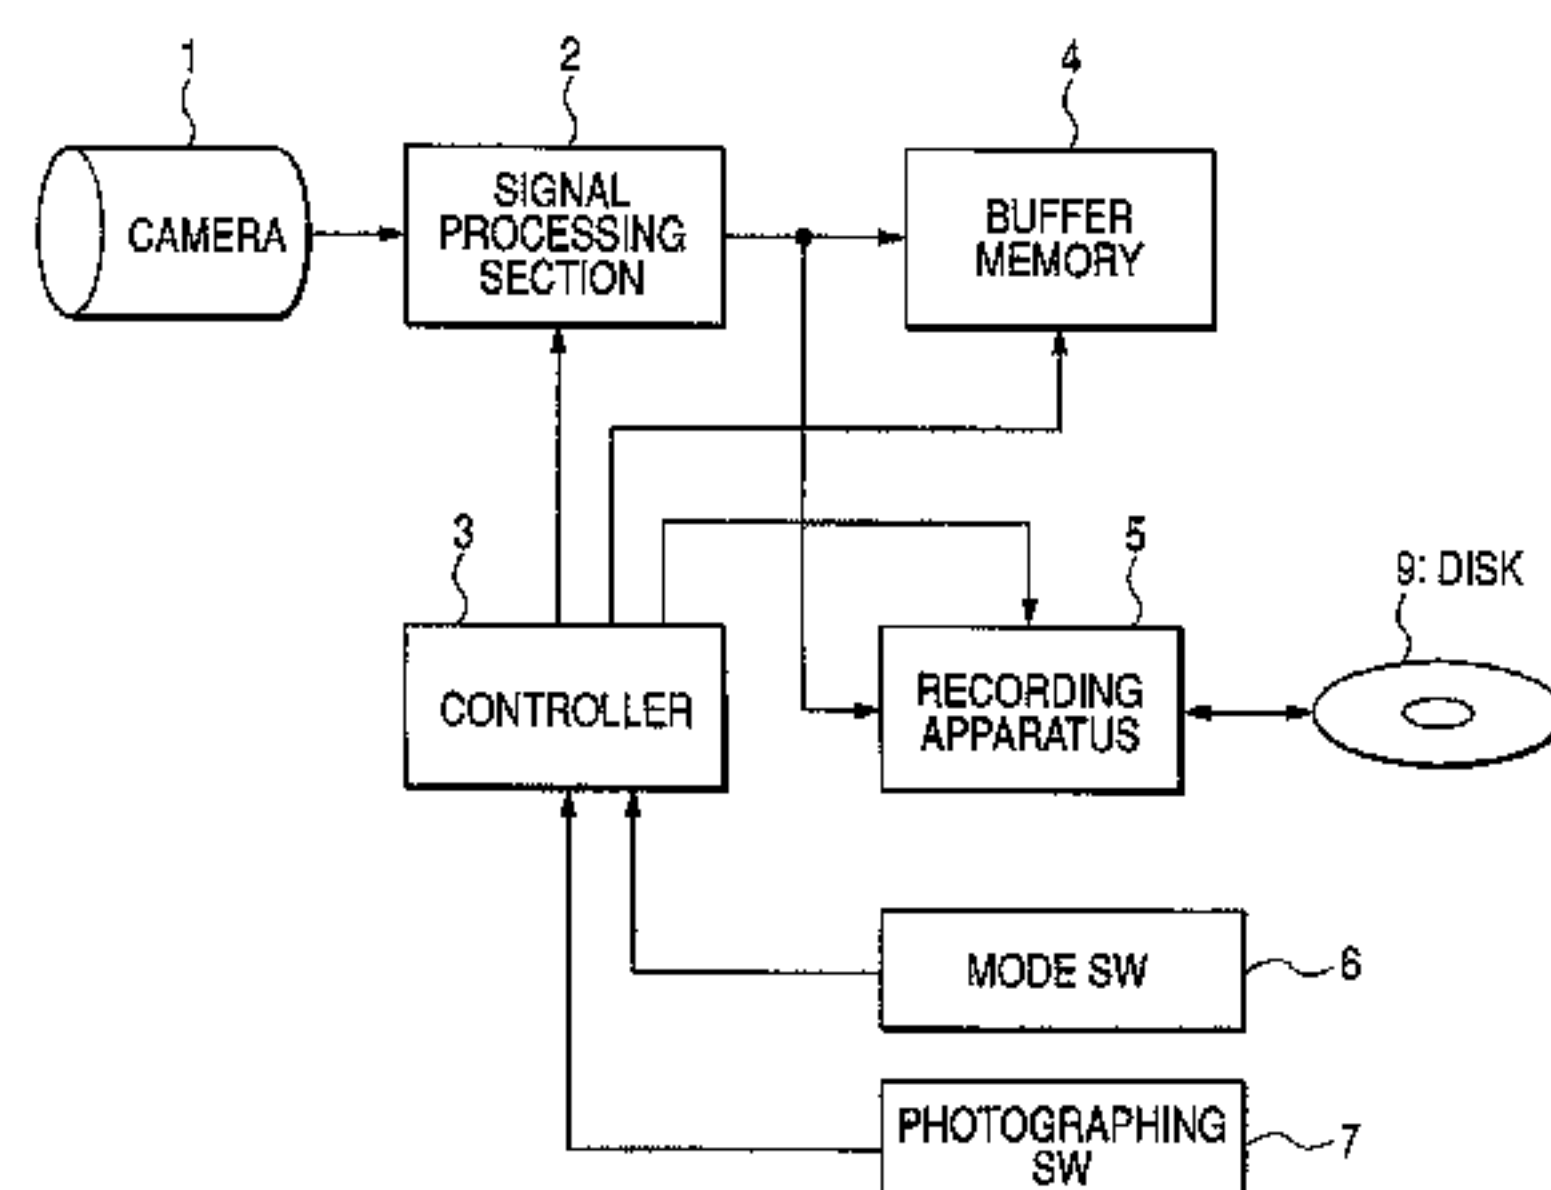 1
2
4
CAMERA
SIGNAL
PROCESSING
SECTION
BUFFER
MEMORY
3
5
9: DISK
CONTROLLER
RECORDING
APPARATUS
MODE SW
6
PHOTOGRAPHING
SW
7